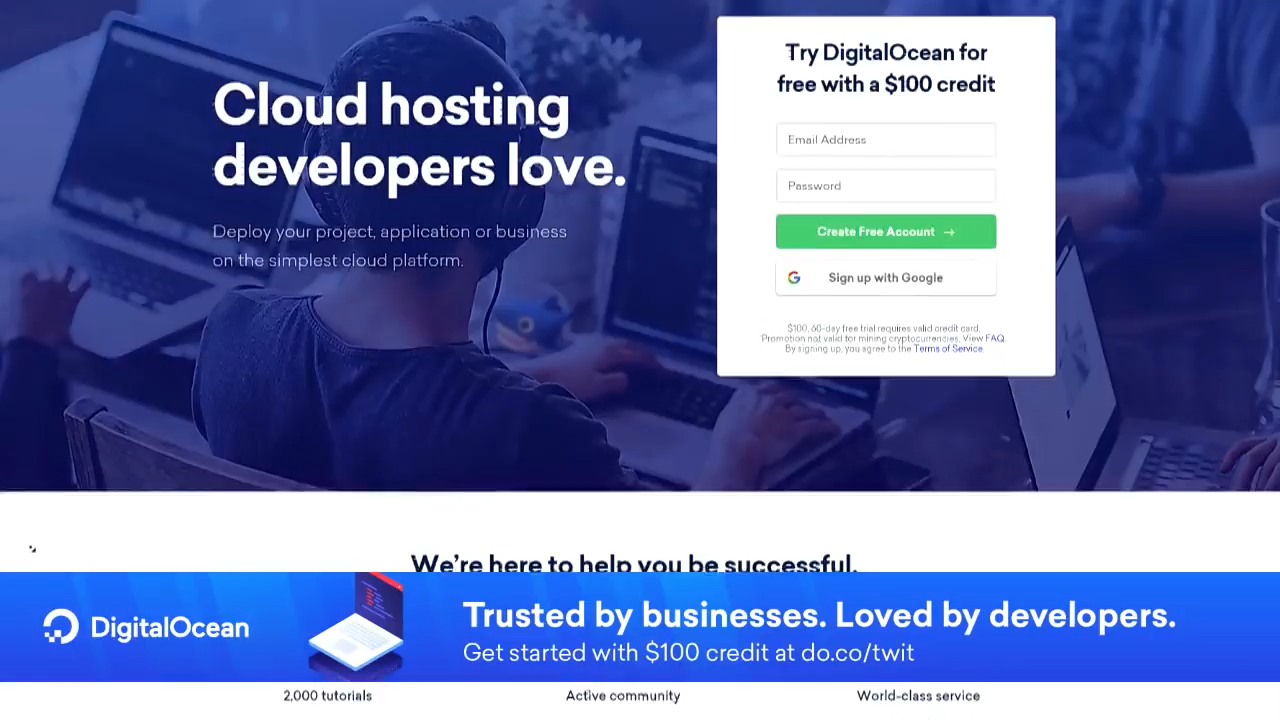 Cloud hosting
developers love.
Deploy your project, application or business
on the simplest cloud platform.
Try DigitalOcean for
free with a $100 credit
Email Address
Password
Create Free Account →
Sign up with Google
$100, 60-day free trial requires valid credit card.
Promotion not valid for mining cryptocurrencies. View FAQ.
By signing up, you agree to the Terms of Service.
We're here to help you be successful.
DigitalOcean
Trusted by businesses. Loved by developers.
Get started with $100 credit at do.co/twit
2,000 tutorials
Active community
World-class service